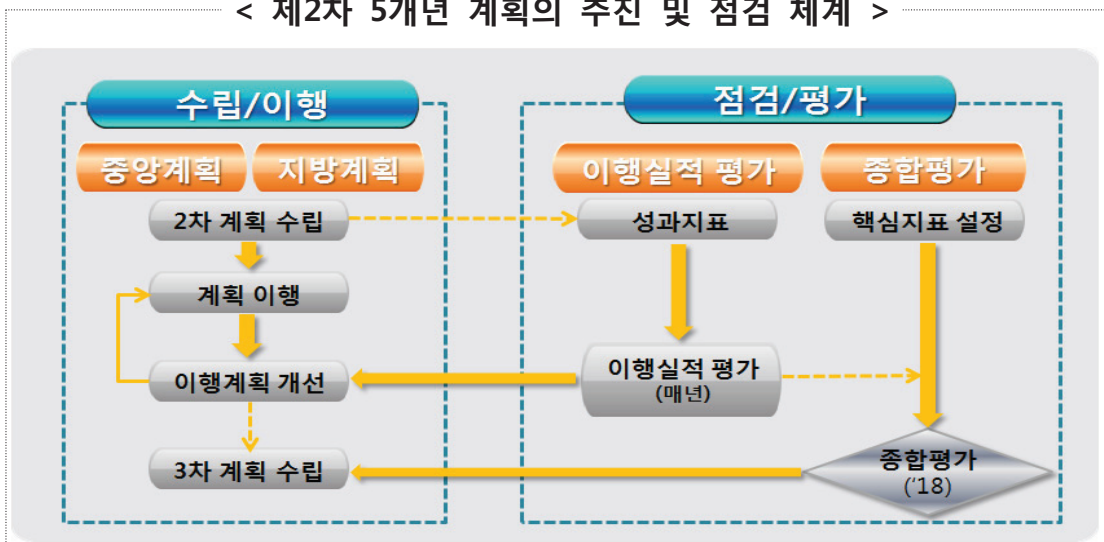 < 제2차 5개년 계획의 추진 및 점검 체계 >
수립/이행
중앙계획
지방계획
2차 계획 수립
계획 이행
이행계획 개선
3차 계획 수립
점검/평가
이행실적 평가
종합평가
성과지표
핵심지표 설정
이행실적 평가
(매년)
종합평가
(‘18)